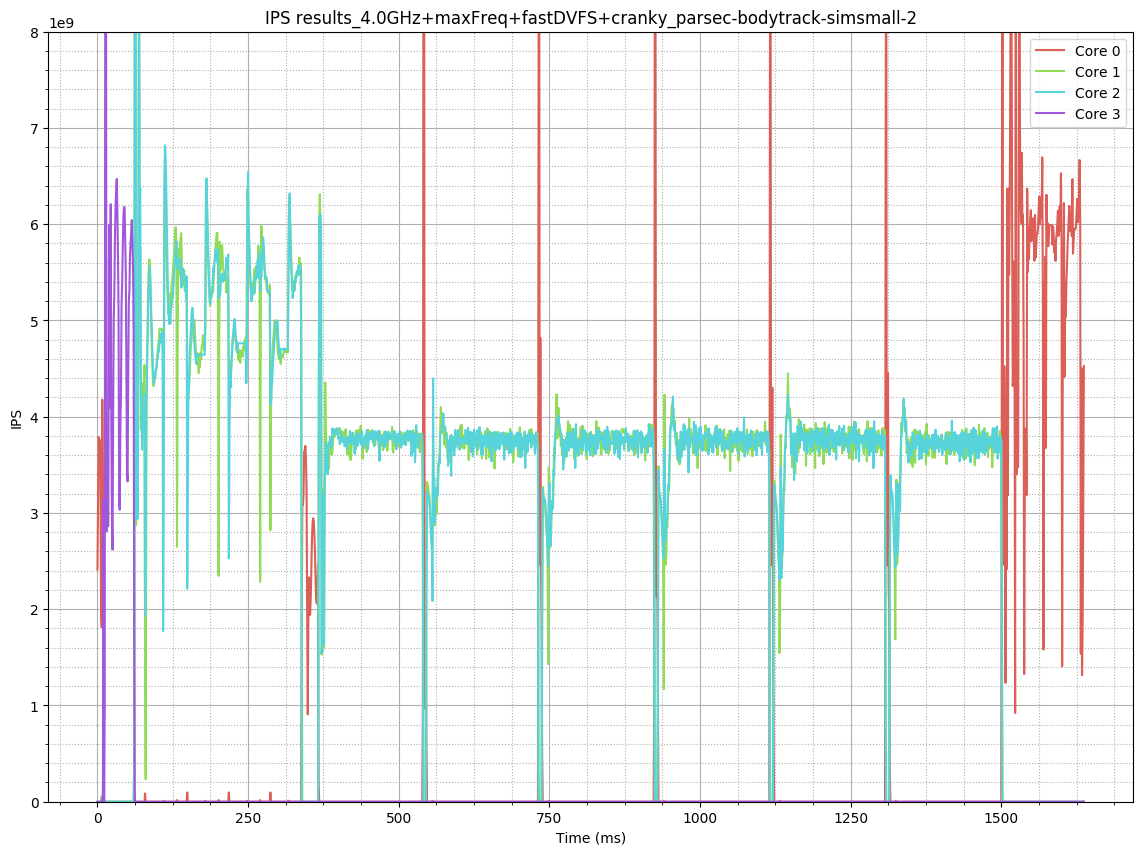 IPS results_4.0GHz+maxFreq+fastDVFS+cranky_parsec-bodytrack-simsmall-2
1e9
8
7
6
5
4
3
2
1
0
IPS
0 250 500 750 1000 1250 1500
Time (ms)
Core 0
Core 1
Core 2
Core 3